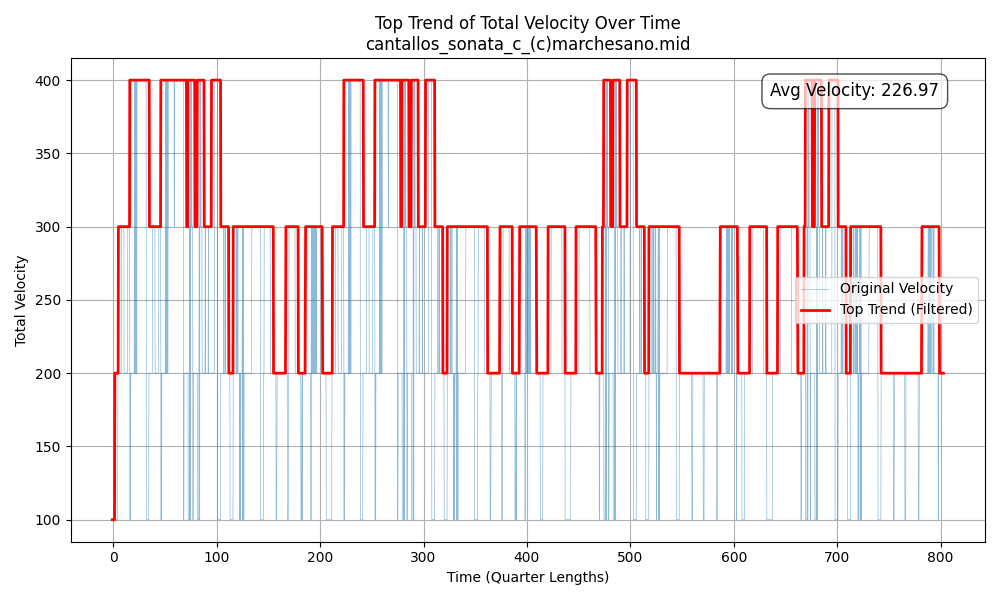 Top Trend of Total Velocity Over Time
cantallos_sonata_c_(c)marchesano.mid
Avg Velocity: 226.97
Total Velocity
400
350
300
250
200
150
100
Original Velocity
Top Trend (Filtered)
0 100 200 300 400 500 600 700 800
Time (Quarter Lengths)